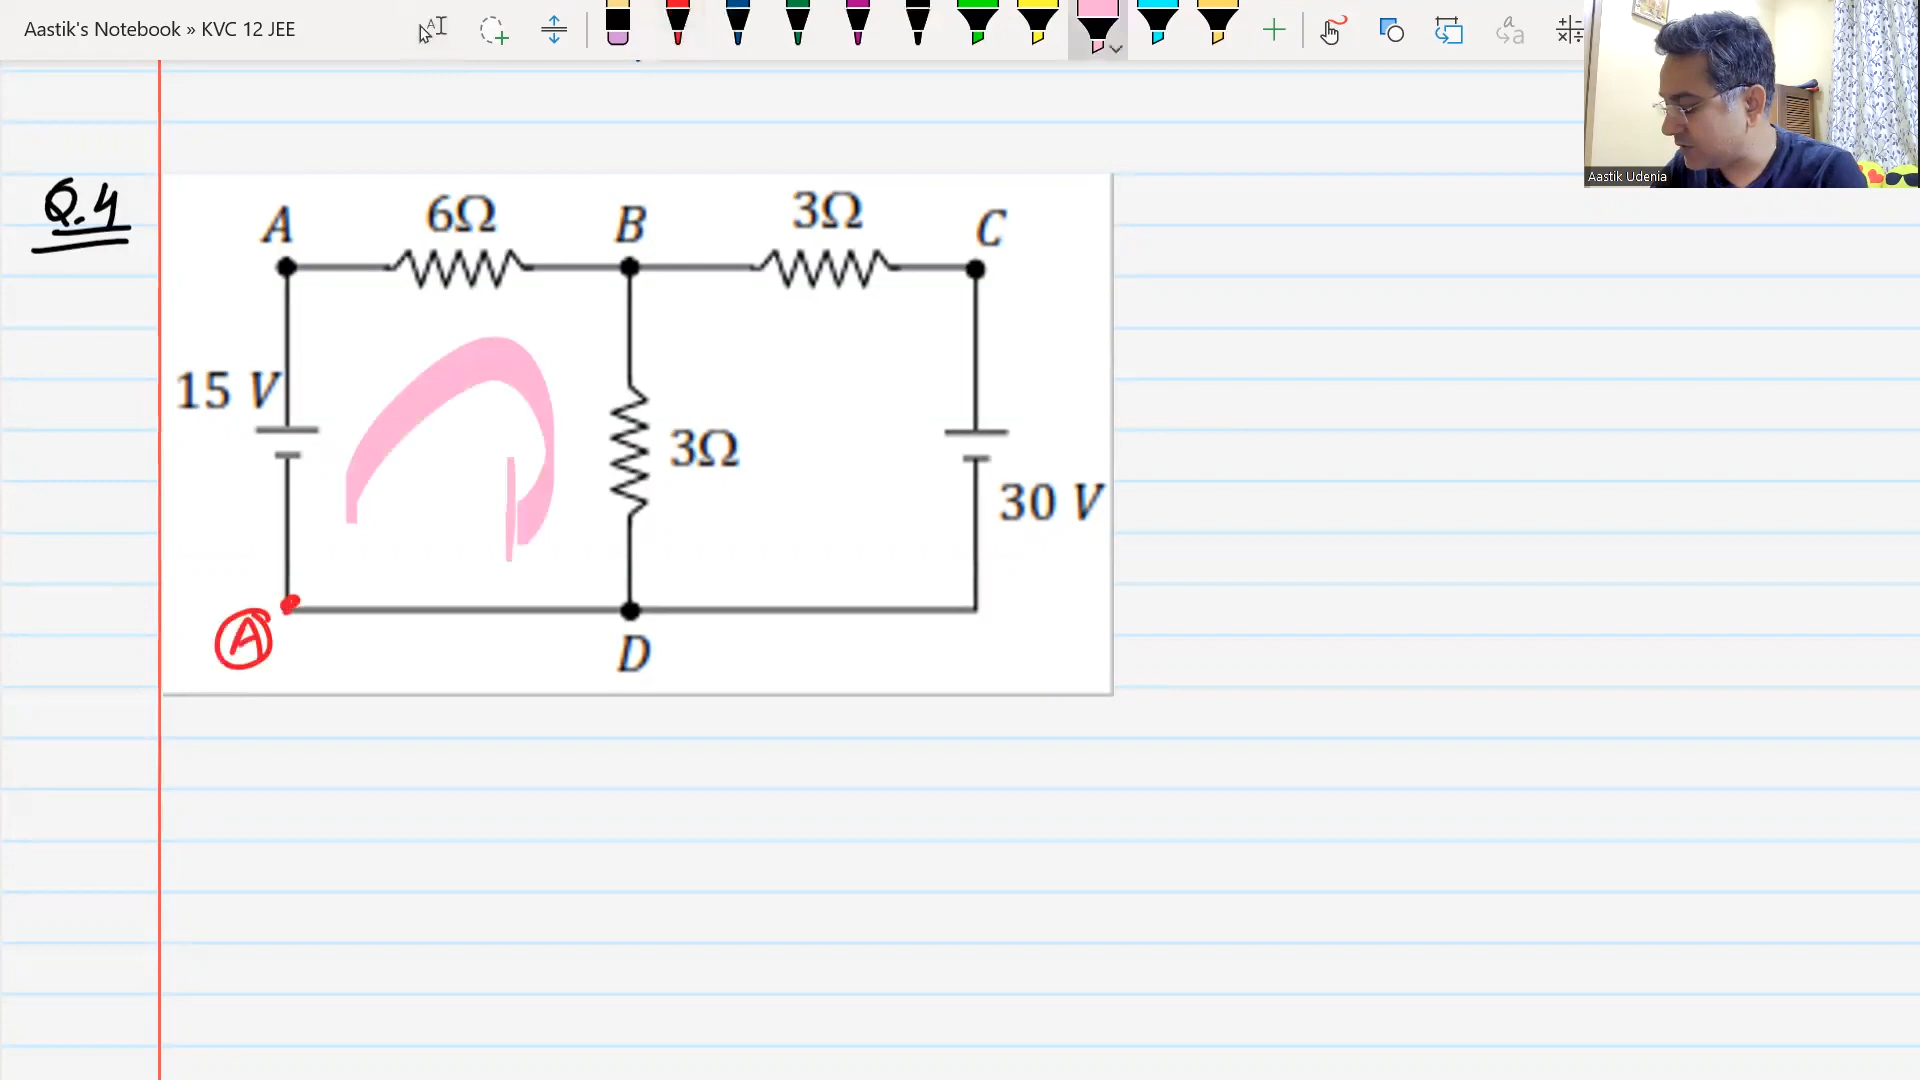 Aastik's Notebook » KVC 12 JEE
Aastik Udenia
Q.4
A 6Ω B 3Ω C
15 V
3Ω
30 V
A
D